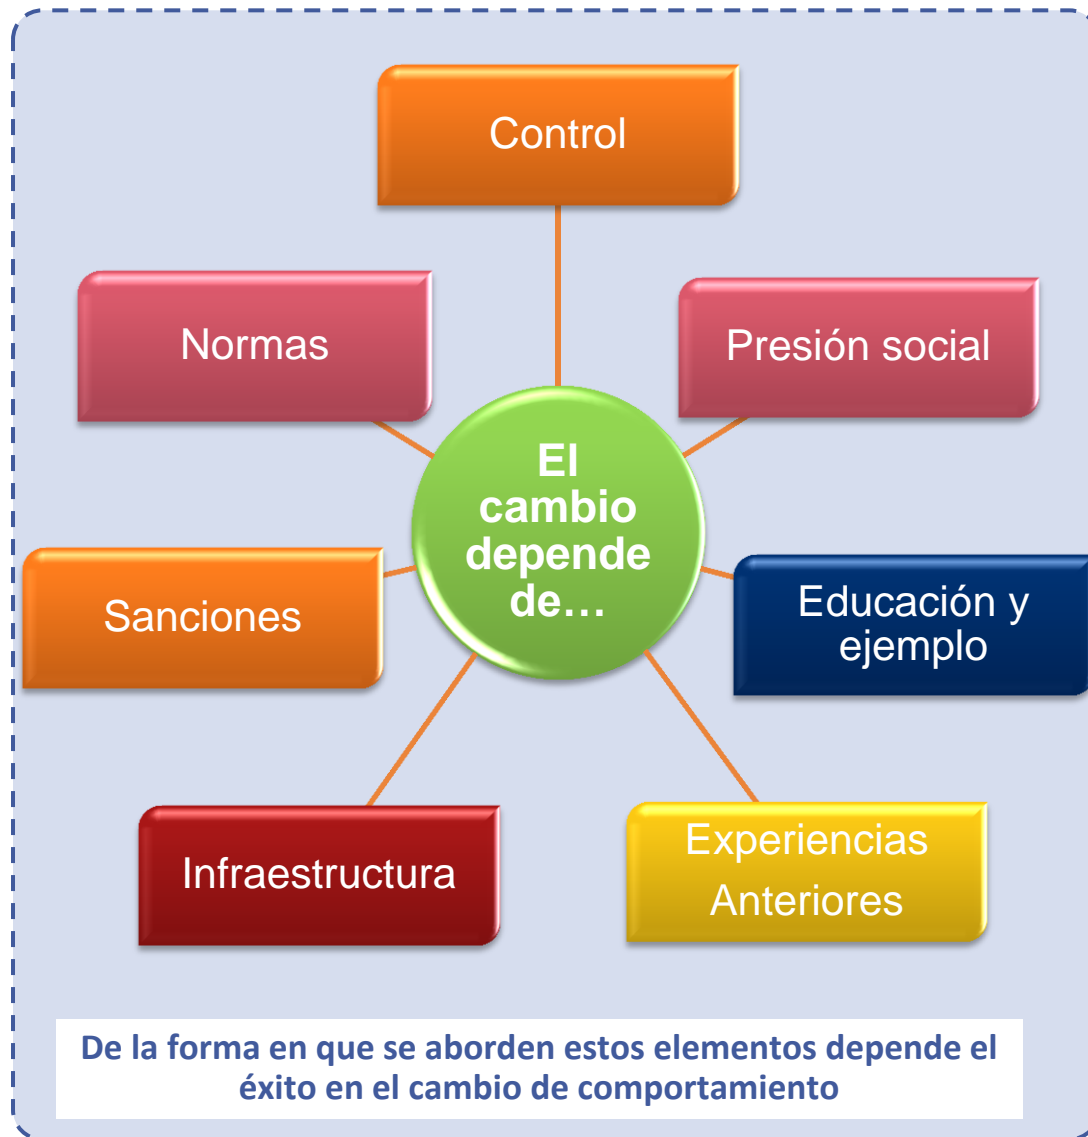 Control
Normas
Presión social
El
cambio
depende
de…
Sanciones
Educación y
ejemplo
Infraestructura
Experiencias
Anteriores
De la forma en que se aborden estos elementos depende el
éxito en el cambio de comportamiento